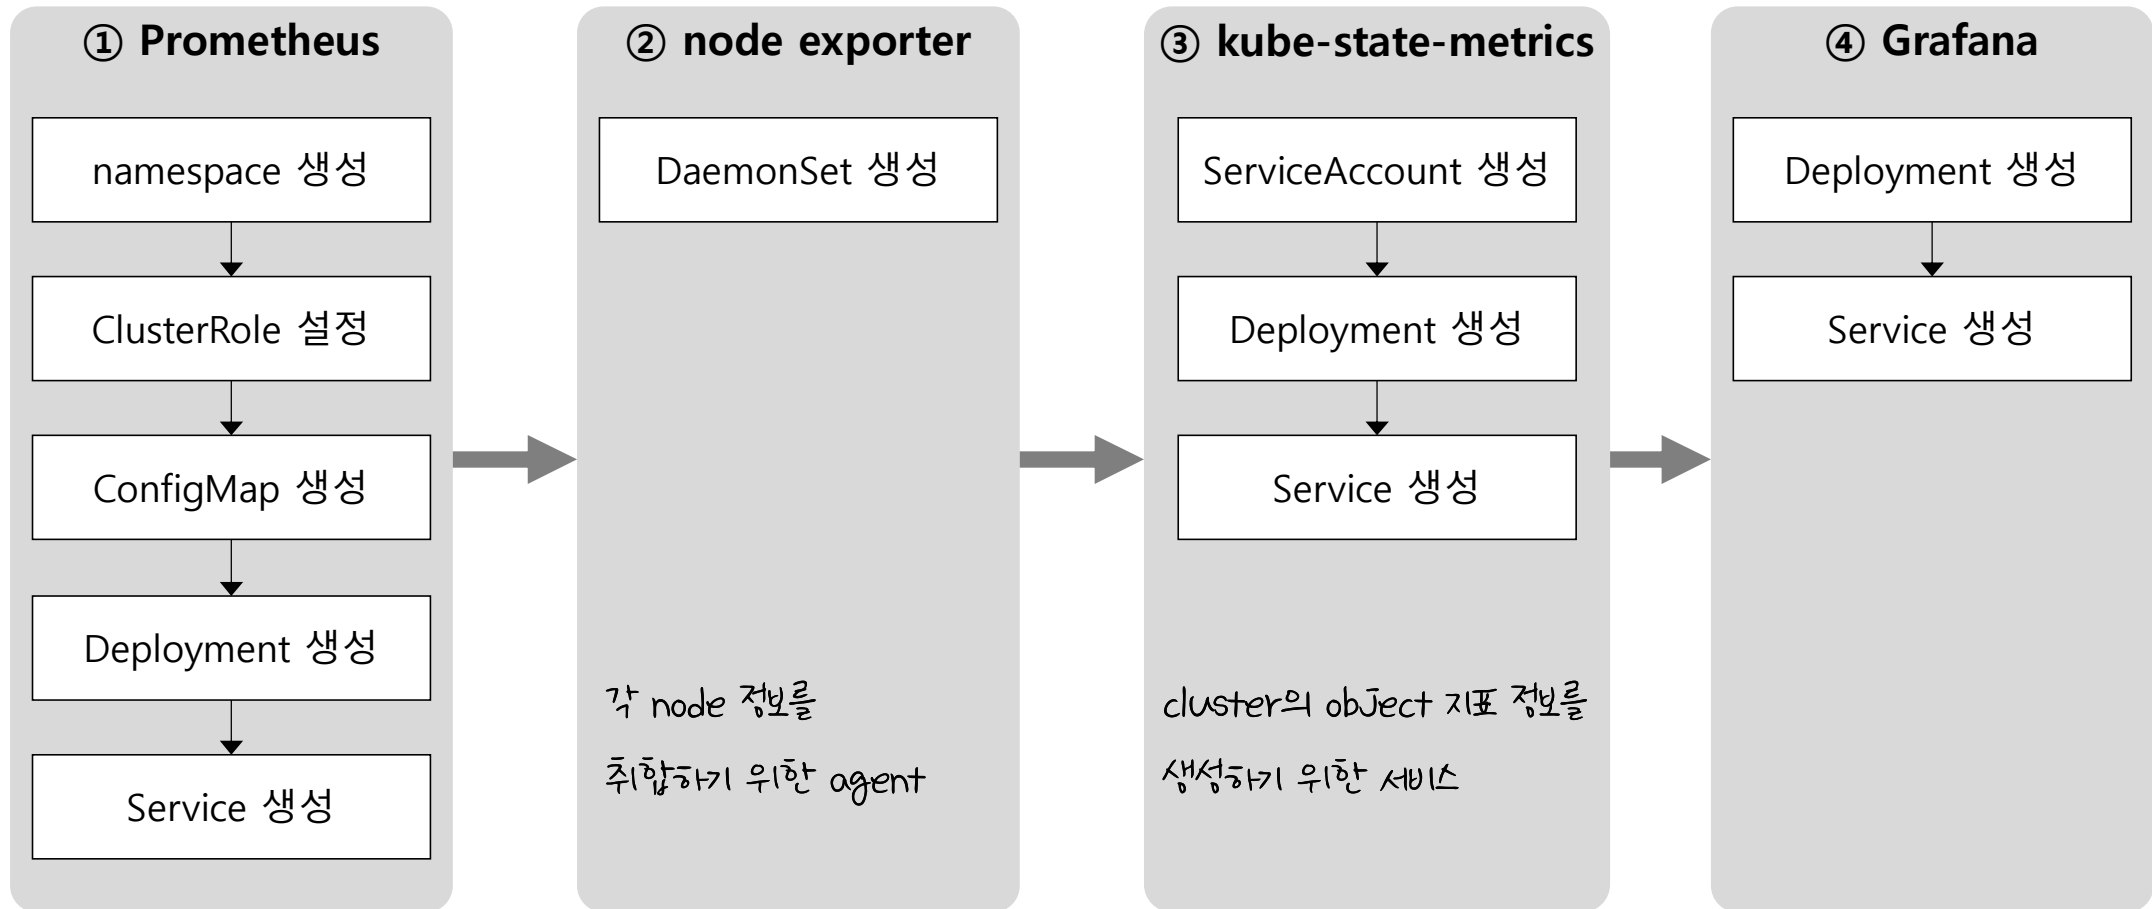 ① Prometheus
namespace 생성
ClusterRole 설정
ConfigMap 생성
Deployment 생성
Service 생성
② node exporter
DaemonSet 생성
각 node 정보를
취합하기 위한 agent
③ kube-state-metrics
ServiceAccount 생성
Deployment 생성
Service 생성
cluster의 obJect 지표 정보를
생성하기 위한 서비스
④ Grafana
Deployment 생성
Service 생성